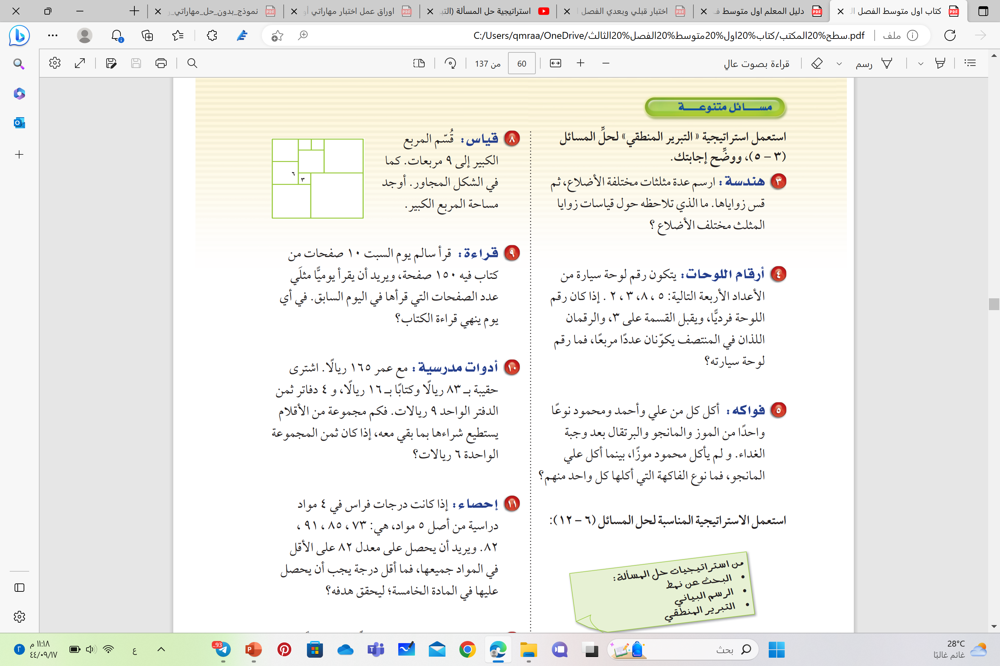 كتاب اول متوسط الفصل ال
دليل المعلم اول متوسط ف
اختبار قبلي وبعدي الفصل ا
استراتيجية حل المسألة (التبر
اوراق عمل اختبار مهاراتي أو
نموذج_بدون_حل_مهاراتي_ر
ملف
C:/Users/qmraa/OneDrive/سطح%20المكتب/كتاب%20اول%20متوسط%20الفصل%20الثالث.pdf
رسم
قراءة بصوت عالٍ
60
من 137
مســـائل متنوعـــة
استعمل استراتيجية « التبرير المنطقي» لحلِّ المسائل
(٣ – ٥)، ووضِّح إجابتك.
٣ هندسة: ارسم عدة مثلثات مختلفة الأضلاع، ثم
قس زواياها. ما الذي تلاحظه حول قياسات زوايا
المثلث مختلف الأضلاع ؟
٤ أرقام اللوحات: يتكون رقم لوحة سيارة من
الأعداد الأربعة التالية: ٥ ،٨، ٣ ، ٢ . إذا كان رقم
اللوحة فرديًّا، ويقبل القسمة على ٣، والرقمان
اللذان في المنتصف يكوّنان عددًا مربعًا، فما رقم
لوحة سيارته؟
٥ فواكه: أكل كل من علي وأحمد ومحمود نوعًا
واحدًا من الموز والمانجو والبرتقال بعد وجبة
الغداء. و لم يأكل محمود موزًا، بينما أكل علي
المانجو، فما نوع الفاكهة التي أكلها كل واحد منهم؟
استعمل الاستراتيجية المناسبة لحل المسائل (٦ – ١٢):
من استراتيجيات حل المسألة:
• البحث عن نمط
• الرسم البياني
• التبرير المنطقي
٨ قياس: قُسّم المربع
الكبير إلى ٩ مربعات. كما
في الشكل المجاور. أوجد
مساحة المربع الكبير.
٦
٣
٩ قراءة: قرأ سالم يوم السبت ١٠ صفحات من
كتاب فيه ١٥٠ صفحة، ويريد أن يقرأ يوميًّا مثلَي
عدد الصفحات التي قرأها في اليوم السابق. في أي
يوم ينهي قراءة الكتاب؟
١٠ أدوات مدرسية: مع عمر ١٦٥ ريالًا. اشترى
حقيبة بـ ٨٣ ريالًا وكتابًا بـ ١٦ ريالًا، و ٤ دفاتر ثمن
الدفتر الواحد ٩ ريالات. فكم مجموعة من الأقلام
يستطيع شراءها بما بقي معه، إذا كان ثمن المجموعة
الواحدة ٦ ريالات؟
١١ إحصاء: إذا كانت درجات فراس في ٤ مواد
دراسية من أصل ٥ مواد، هي: ٧٣ ، ٨٥ ، ٩١ ،
٨٢. ويريد أن يحصل على معدل ٨٢ على الأقل
في المواد جميعها، فما أقل درجة يجب أن يحصل
عليها في المادة الخامسة؛ ليحقق هدفه؟
28°C
غائم غالبًا
بحث
93..
ع
١١:١٨ م
٤٤/٠٩/١٧
٢